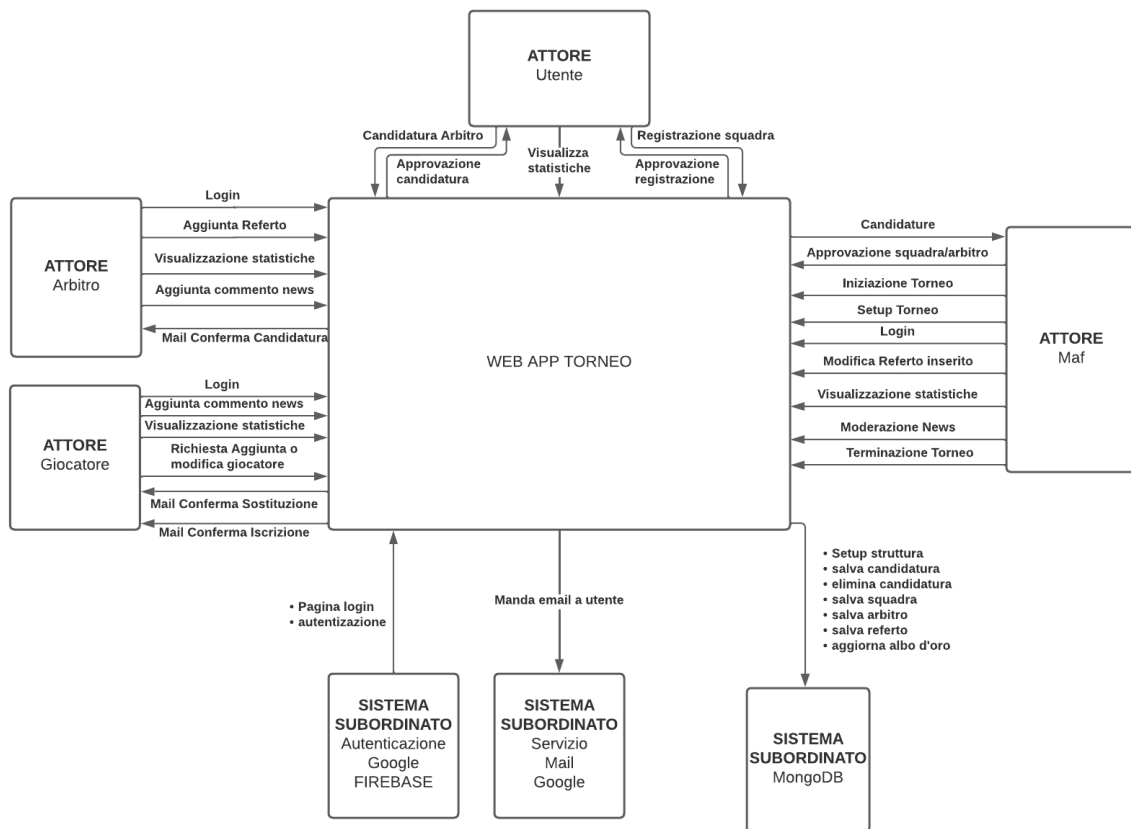 ATTORE
Utente
Candidatura Arbitro
Approvazione
candidatura
Visualizza
statistiche
Registrazione squadra
Approvazione
registrazione
ATTORE
Arbitro
Login
Aggiunta Referto
Visualizzazione statistiche
Aggiunta commento news
Mail Conferma Candidatura
ATTORE
Giocatore
Login
Aggiunta commento news
Visualizzazione statistiche
Richiesta Aggiunta o
modifica giocatore
Mail Conferma Sostituzione
Mail Conferma Iscrizione
WEB APP TORNEO
Candidature
Approvazione squadra/arbitro
Iniziazione Torneo
Setup Torneo
Login
Modifica Referto inserito
Visualizzazione statistiche
Moderazione News
Terminazione Torneo
ATTORE
Maf
• Pagina login
• autentizazione
Manda email a utente
• Setup struttura
• salva candidatura
• elimina candidatura
• salva squadra
• salva arbitro
• salva referto
• aggiorna albo d'oro
SISTEMA
SUBORDINATO
Autenticazione
Google
FIREBASE
SISTEMA
SUBORDINATO
Servizio
Mail
Google
SISTEMA
SUBORDINATO
MongoDB